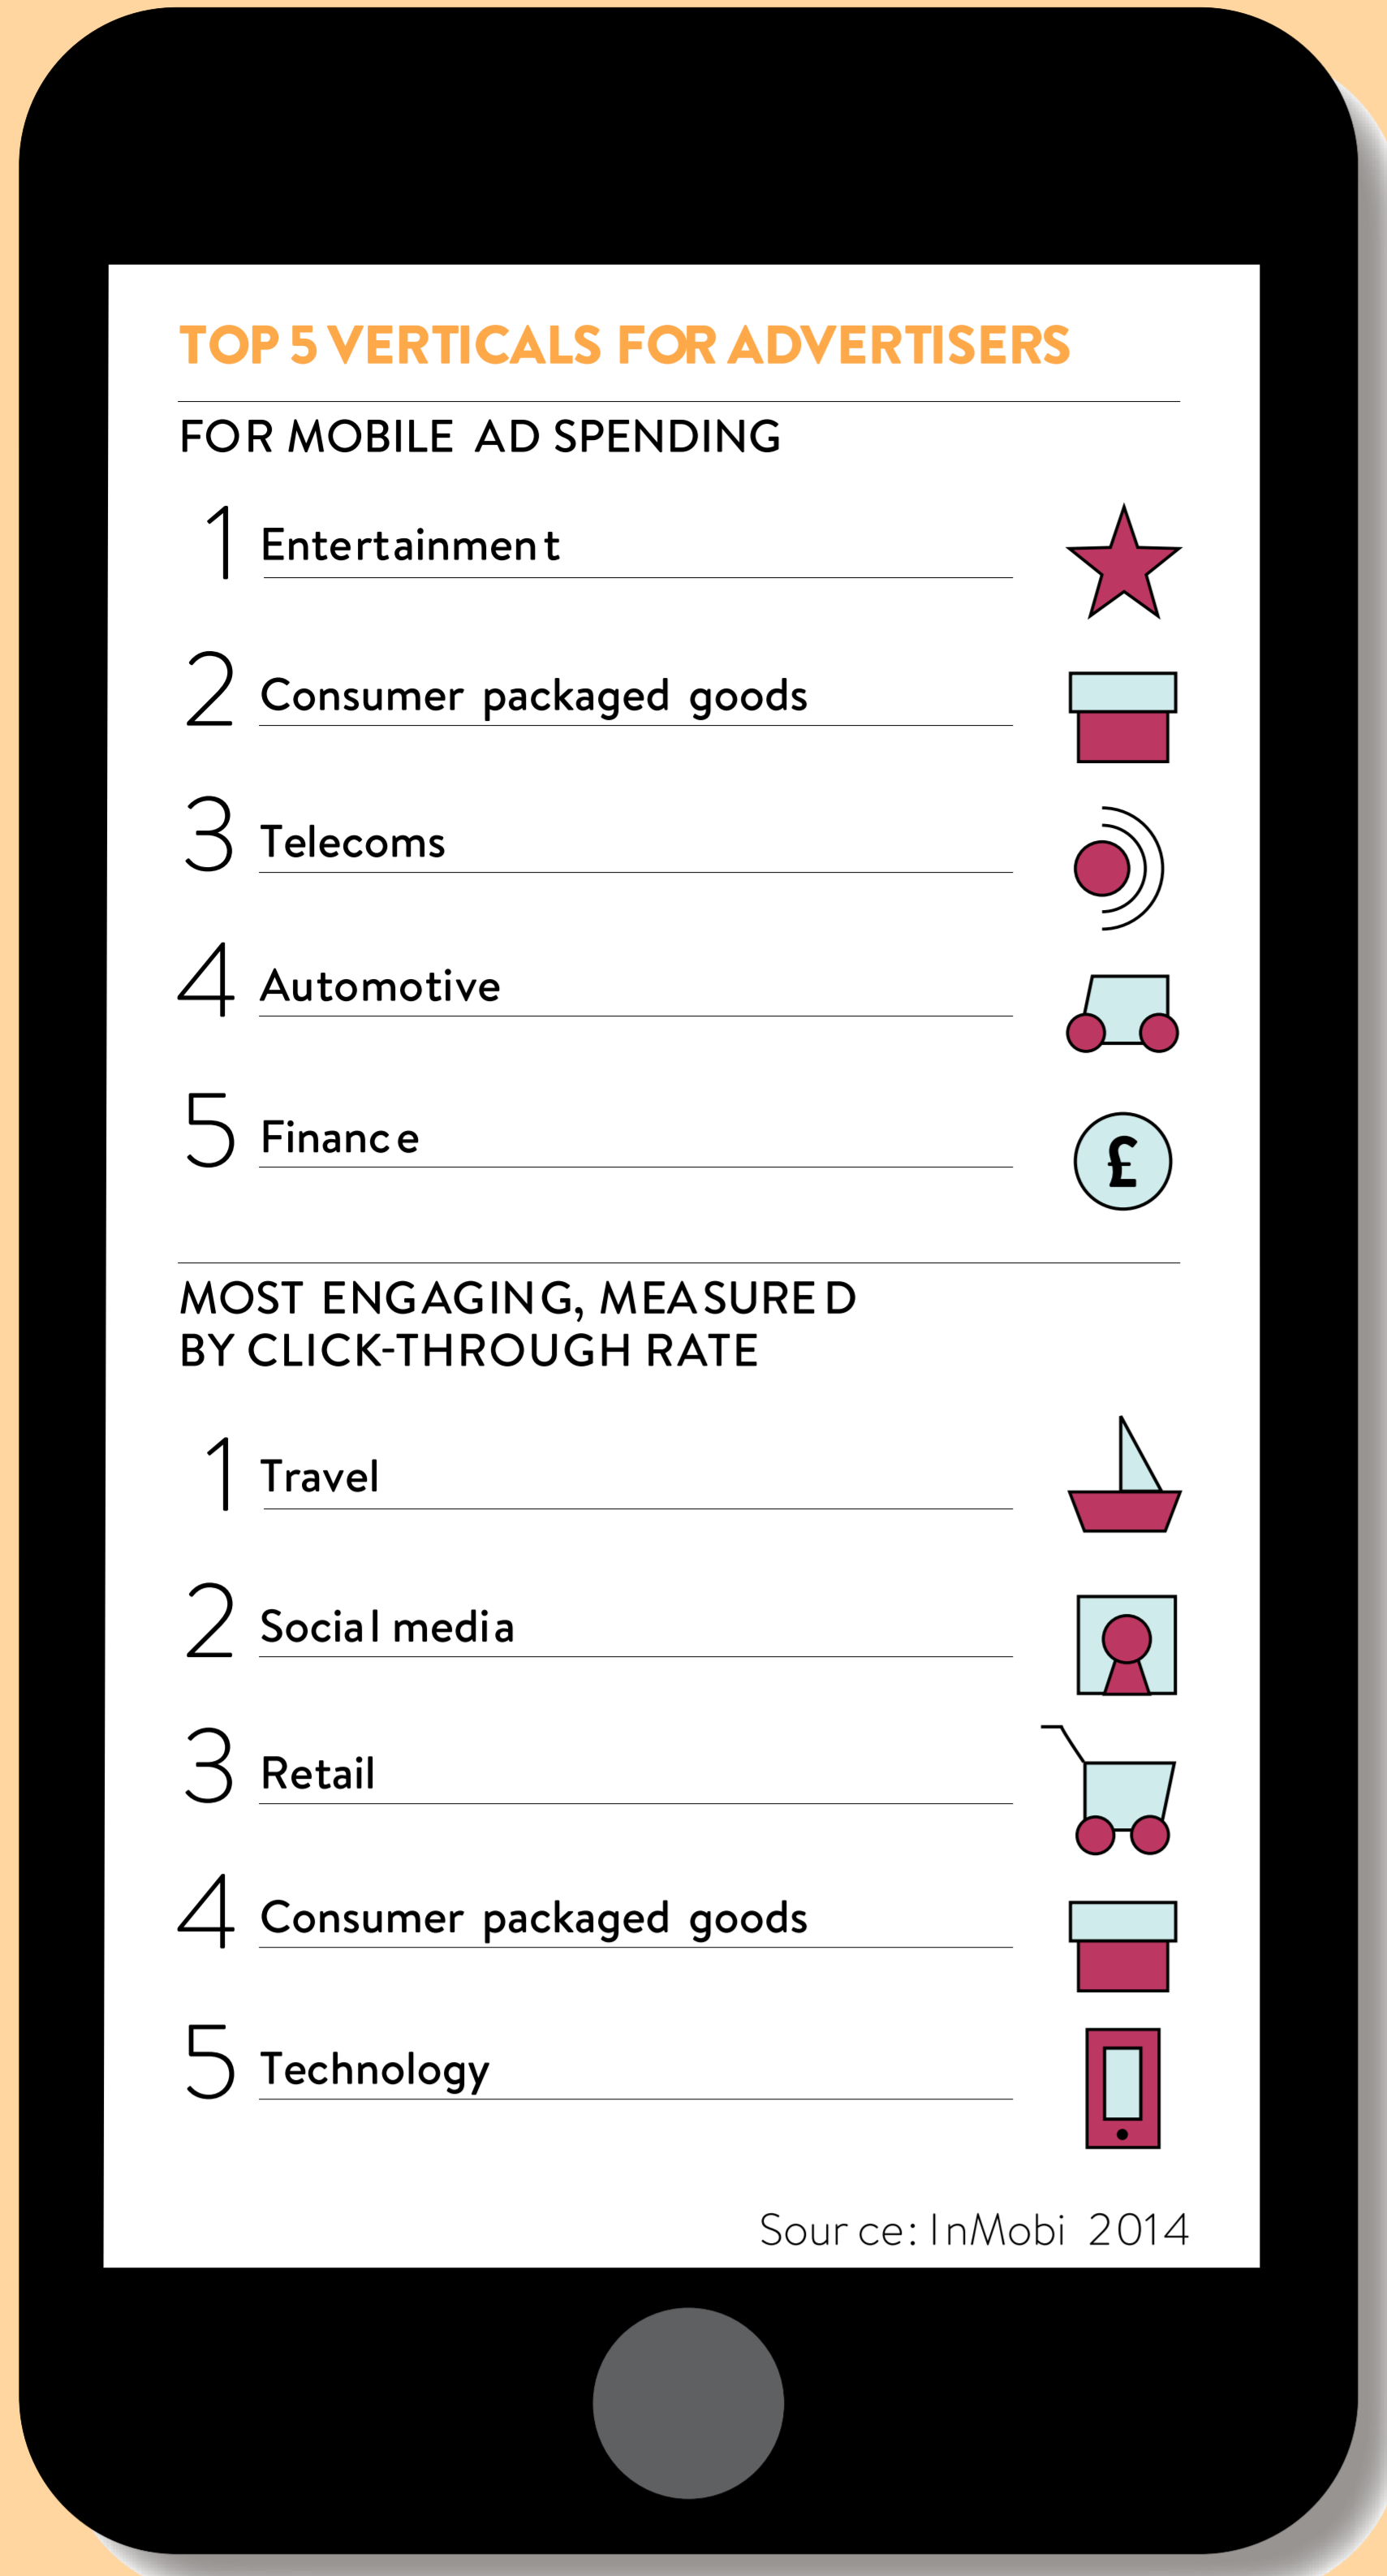 TOP 5 VERTICALS FOR ADVERTISERS
FOR MOBILE AD SPENDING
1 Entertainment
2 Consumer packaged goods
3 Telecoms
4 Automotive
5 Finance
£
MOST ENGAGING, MEASURED
BY CLICK-THROUGH RATE
1 Travel
2 Social media
3 Retail
4 Consumer packaged goods
5 Technology
Source: InMobi 2014